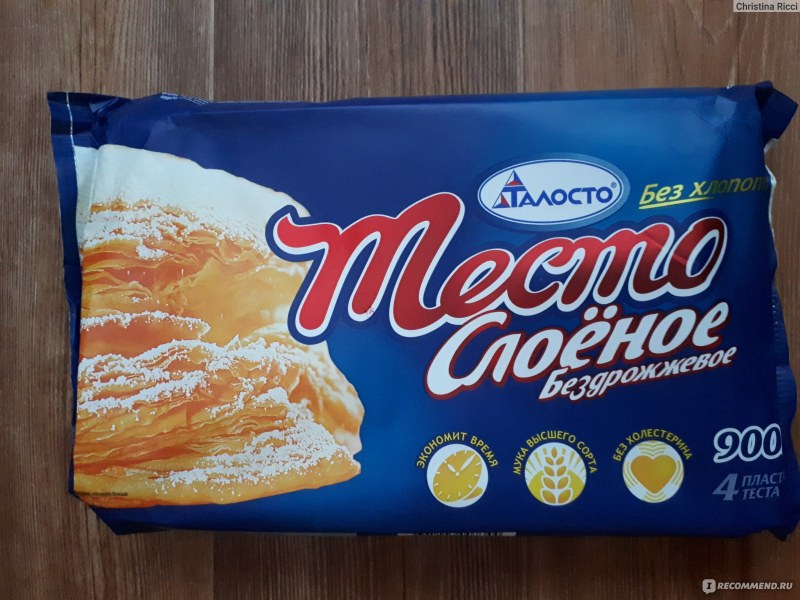 Christina Ricci
ТАЛОСТО®
Без хлопот
Тесто
Слоёное
Бездрожжевое
ЭКОНОМИТ ВРЕМЯ
МУКА ВЫСШЕГО СОРТА
БЕЗ ХОЛЕСТЕРИНА
900
4 ПЛАСТ
ТЕСТА
IRECOMMEND.RU